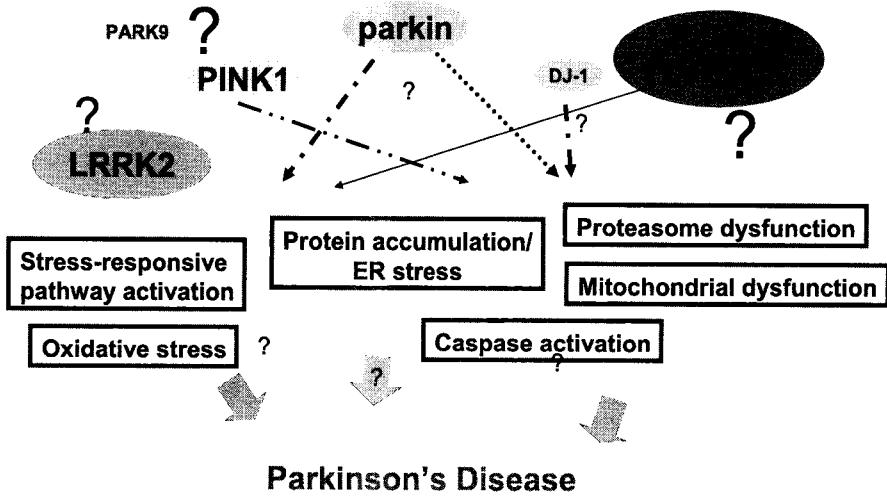 PARK9 ?
parkin
PINK1
?
DJ-1
?
?
?
LRRK2
Protein accumulation/
ER stress
Proteasome dysfunction
Stress-responsive
pathway activation
Mitochondrial dysfunction
Oxidative stress ?
Caspase activation
?
?
Parkinson's Disease